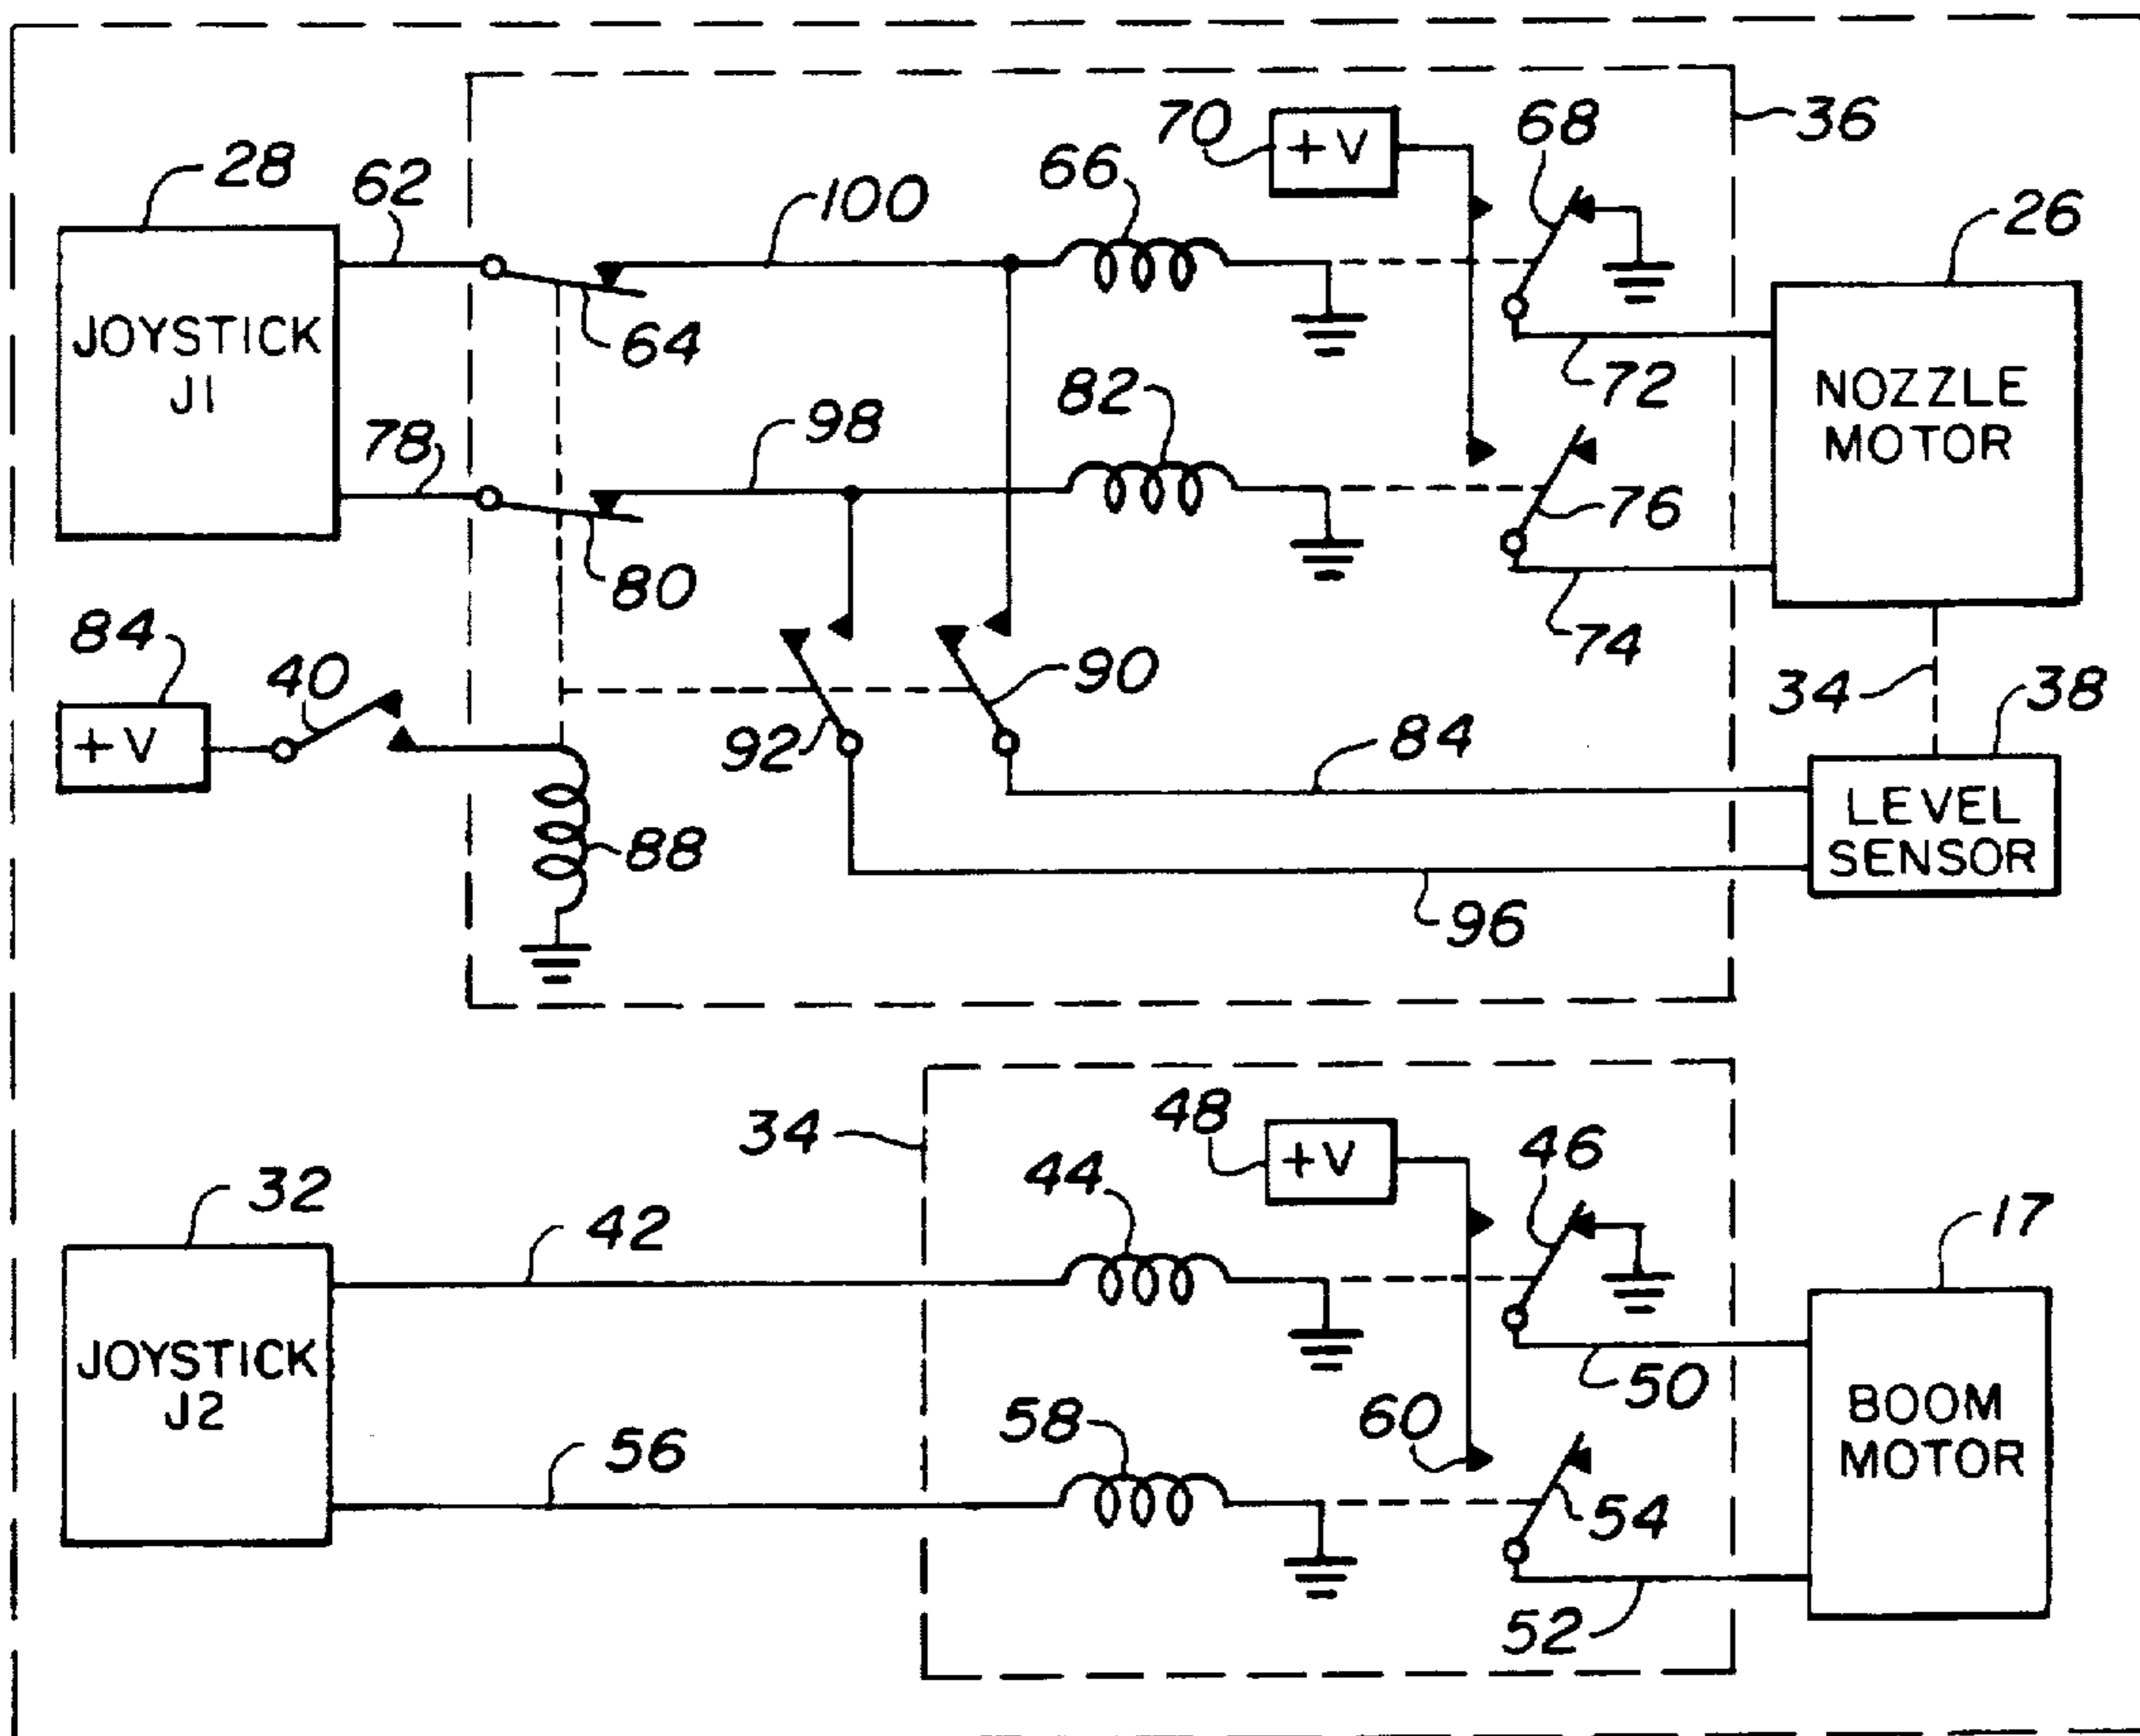 70
+V
68
36
28
62
100
66
26
JOYSTICK
J1
64
72
NOZZLE
MOTOR
78
98
82
76
80
74
84
40
+V
92
90
84
34
38
LEVEL
SENSOR
88
96
34
48
+V
46
32
42
44
17
JOYSTICK
J2
50
56
58
60
BOOM
MOTOR
54
52